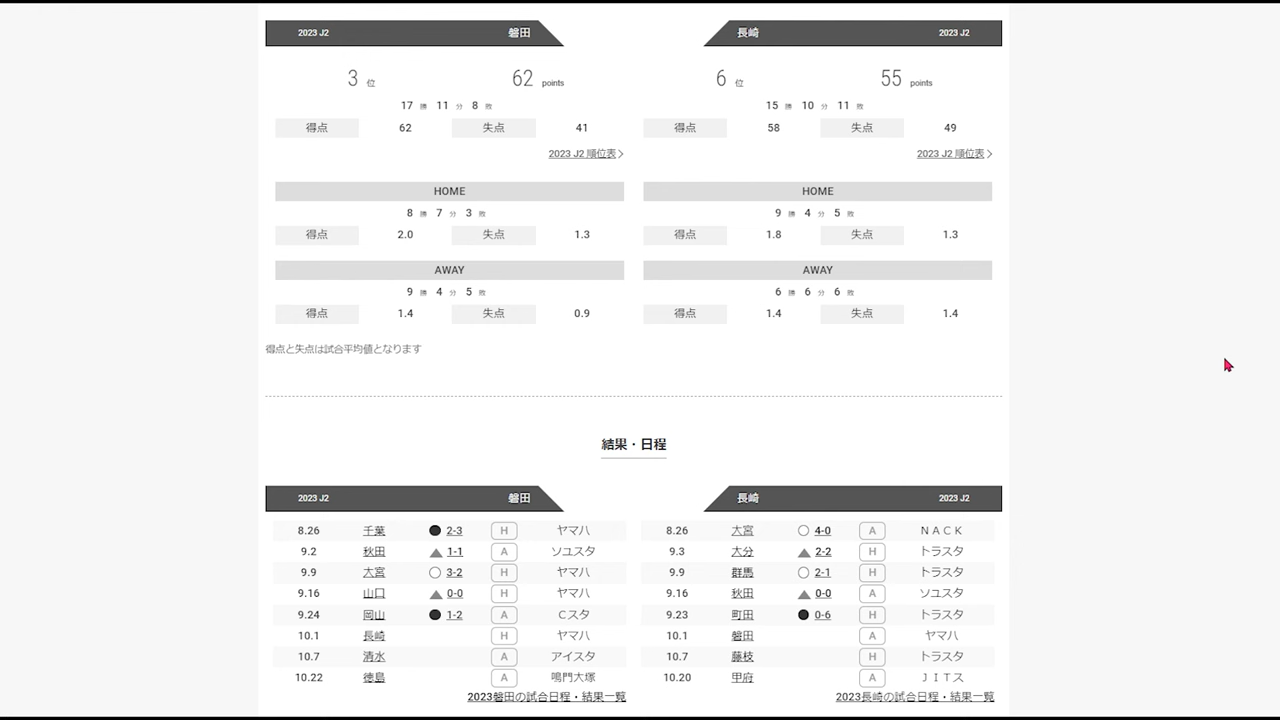 2023 J2 磐田 長崎 2023 J2
3 位 62 points 6 位 55 points
17 勝 11 分 8 敗 15 勝 10 分 11 敗
得点 62 失点 41 得点 58 失点 49
2023 J2 順位表 2023 J2 順位表
HOME HOME
8 勝 7 分 3 敗 9 勝 4 分 5 敗
得点 2.0 失点 1.3 得点 1.8 失点 1.3
AWAY AWAY
9 勝 4 分 5 敗 6 勝 6 分 6 敗
得点 1.4 失点 0.9 得点 1.4 失点 1.4
得点と失点は試合平均値となります
結果・日程
2023 J2 磐田 長崎 2023 J2
8.26 千葉 ● 2-3 H ヤマハ 8.26 大宮 ○ 4-0 A NACK
9.2 秋田 ▲ 1-1 A ソユスタ 9.3 大分 ▲ 2-2 H トラスタ
9.9 大宮 ○ 3-2 H ヤマハ 9.9 群馬 ○ 2-1 H トラスタ
9.16 山口 ▲ 0-0 H ヤマハ 9.16 秋田 ▲ 0-0 A ソユスタ
9.24 岡山 ● 1-2 A Cスタ 9.23 町田 ● 0-6 H トラスタ
10.1 長崎 H ヤマハ 10.1 磐田 A ヤマハ
10.7 清水 A アイスタ 10.7 藤枝 H トラスタ
10.22 徳島 A 鳴門大塚 10.20 甲府 A JITス
2023磐田の試合日程・結果一覧 2023長崎の試合日程・結果一覧